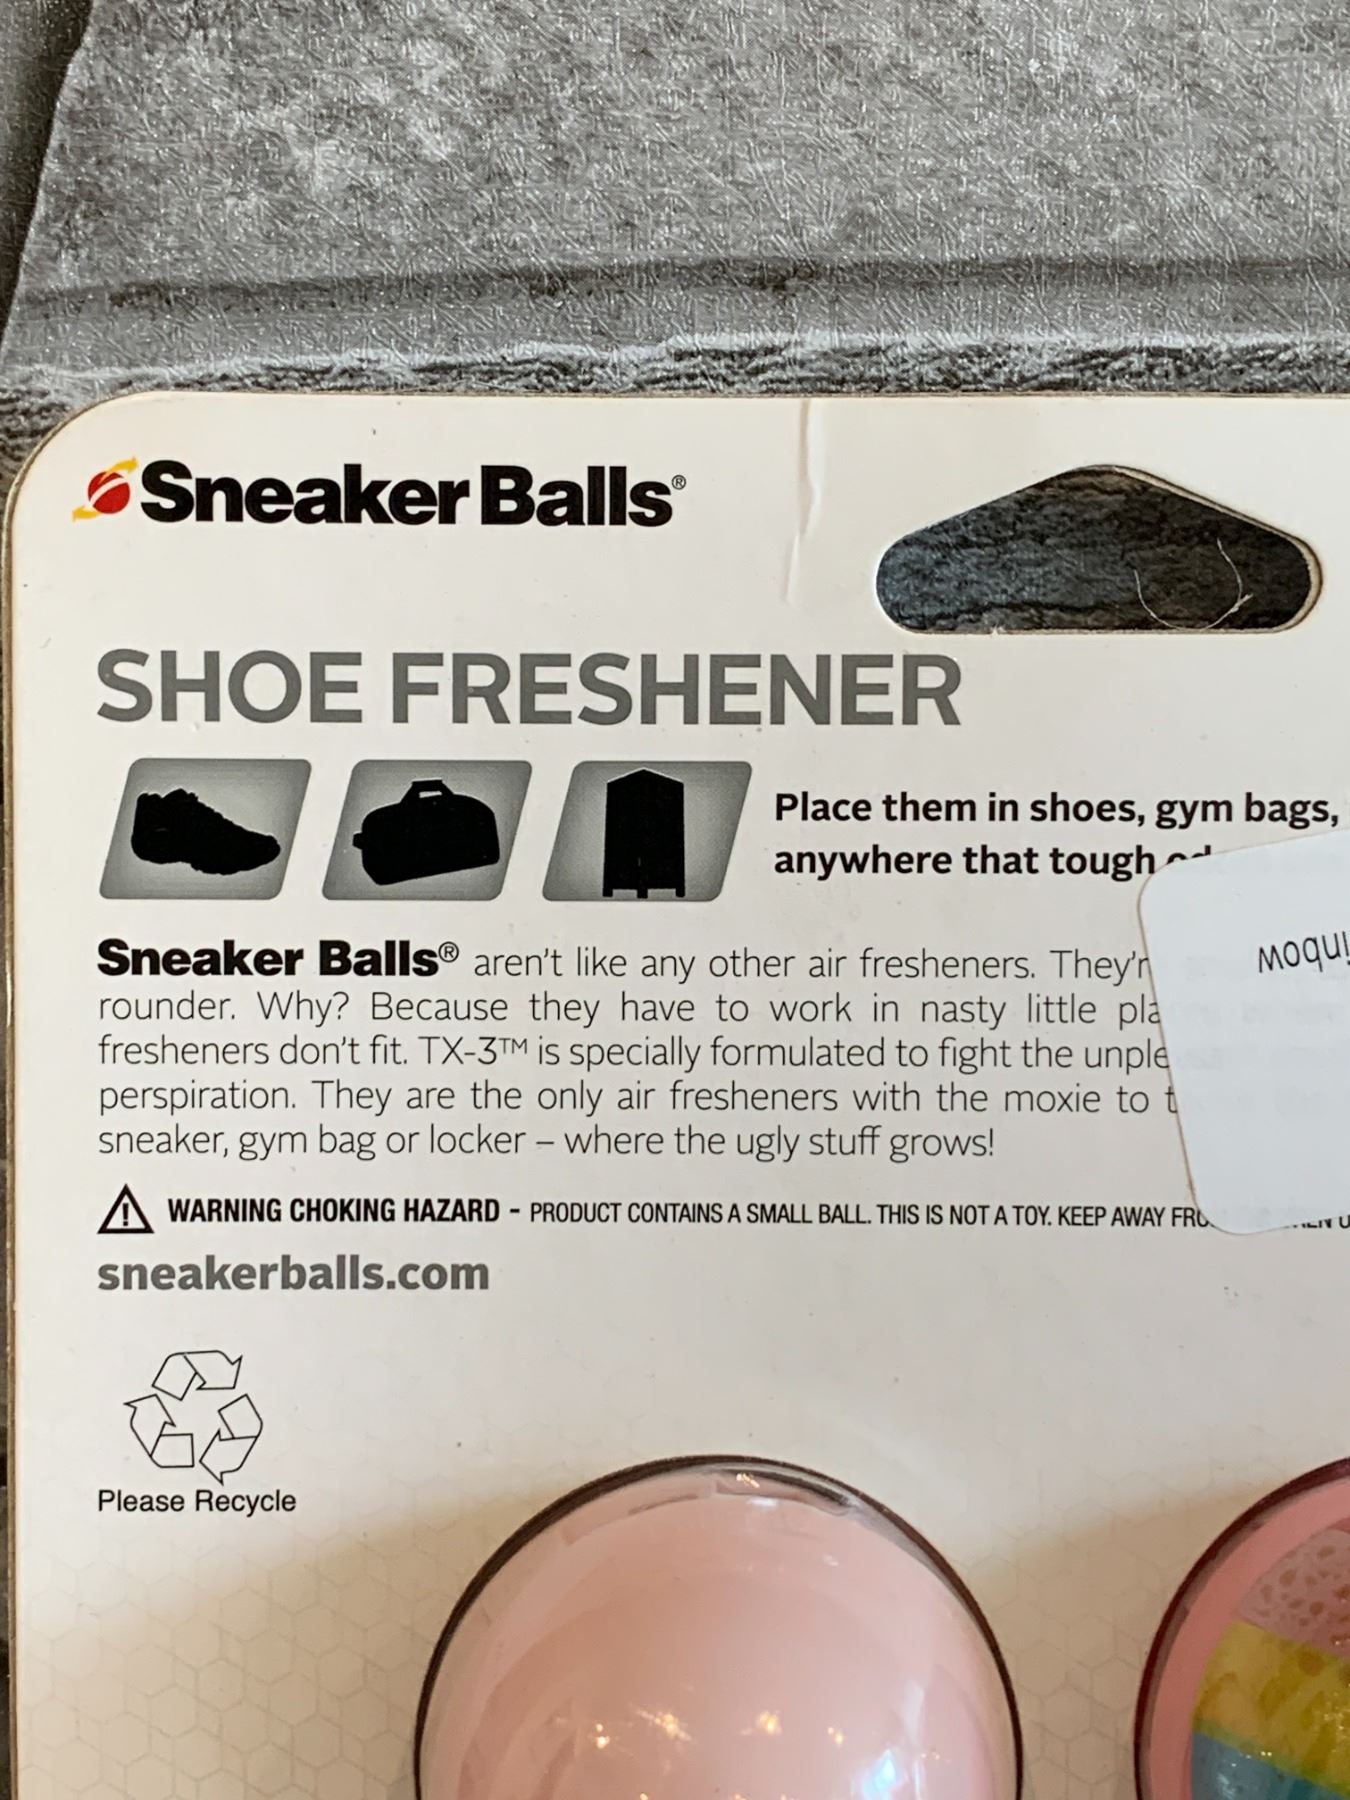 Sneaker Balls®
SHOE FRESHENER
Place them in shoes, gym bags,
anywhere that tough
Sneaker Balls® aren't like any other air fresheners. They'r
rounder. Why? Because they have to work in nasty little
fresheners don't fit. TX-3™ is specially formulated to fight the
perspiration. They are the only air fresheners with the moxie to
sneaker, gym bag or locker – where the ugly stuff grows!
WARNING CHOKING HAZARD - PRODUCT CONTAINS A SMALL BALL. THIS IS NOT A TOY. KEEP AWAY
sneakerballs.com
Please Recycle